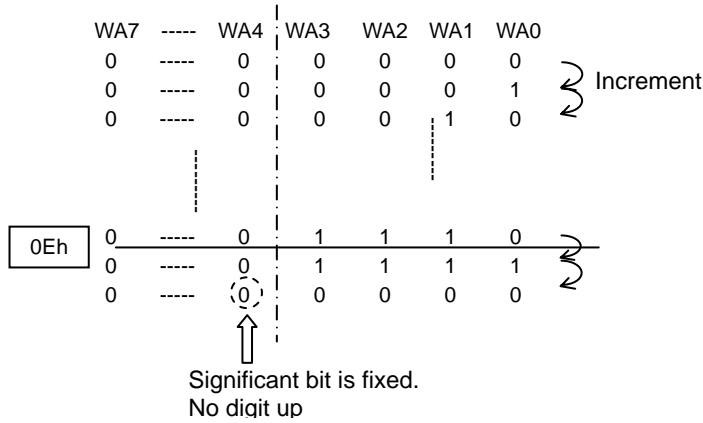 WA7 ----- WA4 WA3 WA2 WA1 WA0
0 ----- 0 0 0 0 0
0 ----- 0 0 0 0 1 Increment
0 ----- 0 0 0 1 0
0Eh 0 ----- 0 1 1 1 0
0 ----- 0 1 1 1 1
0 ----- 0 0 0 0 0
Significant bit is fixed.
No digit up